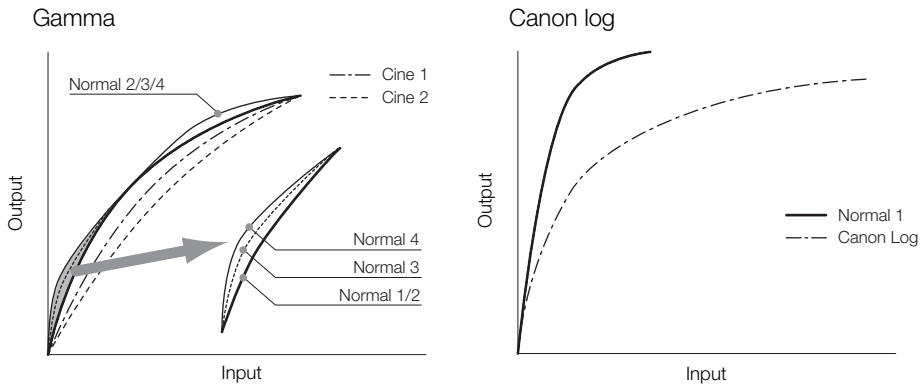 Gamma
Normal 2/3/4
Cine 1
Cine 2
Output
Normal 4
Normal 3
Normal 1/2
Input
Canon log
Output
Normal 1
Canon Log
Input